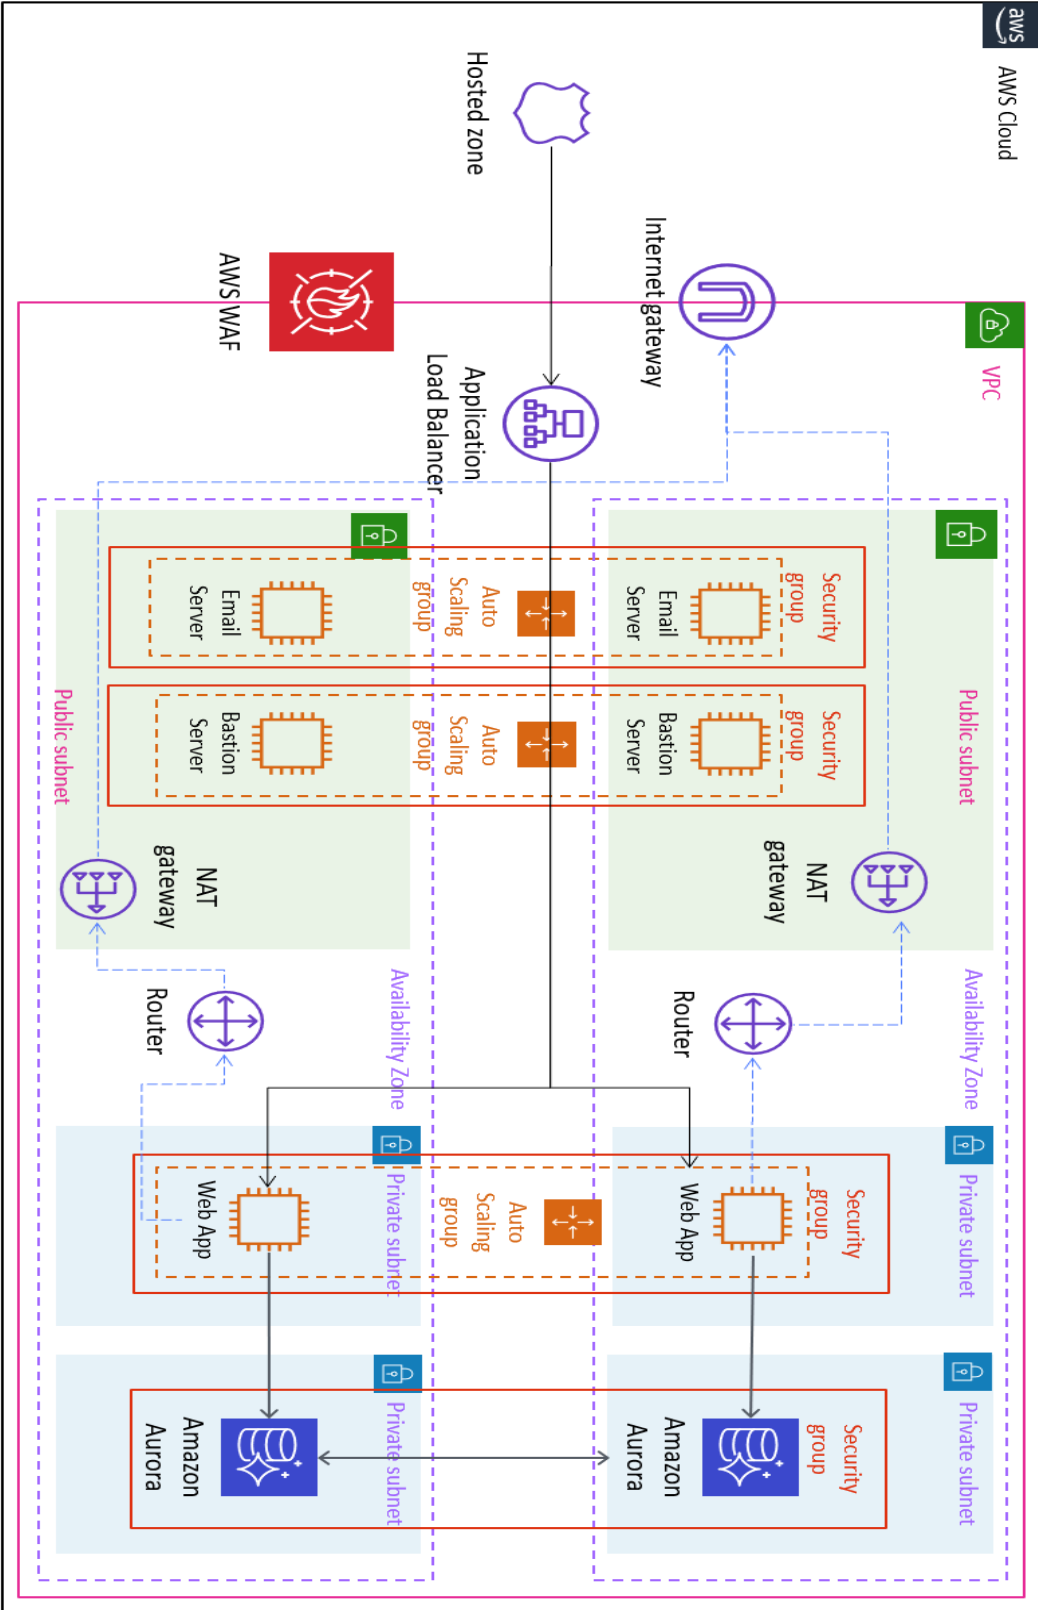 aws
AWS Cloud
Hosted zone
Internet gateway
AWS WAF
VPC
Application
Load Balancer
Security
group
Email
Server
Auto
Scaling
group
Email
Server
Public subnet
Security
group
Bastion
Server
Auto
Scaling
group
Bastion
Server
Public subnet
NAT
gateway
NAT
gateway
Availability Zone
Router
Availability Zone
Router
Private subnet
Security
group
Web App
Auto
Scaling
group
Private subnet
Web App
Private subnet
Security
group
Amazon
Aurora
Private subnet
Amazon
Aurora